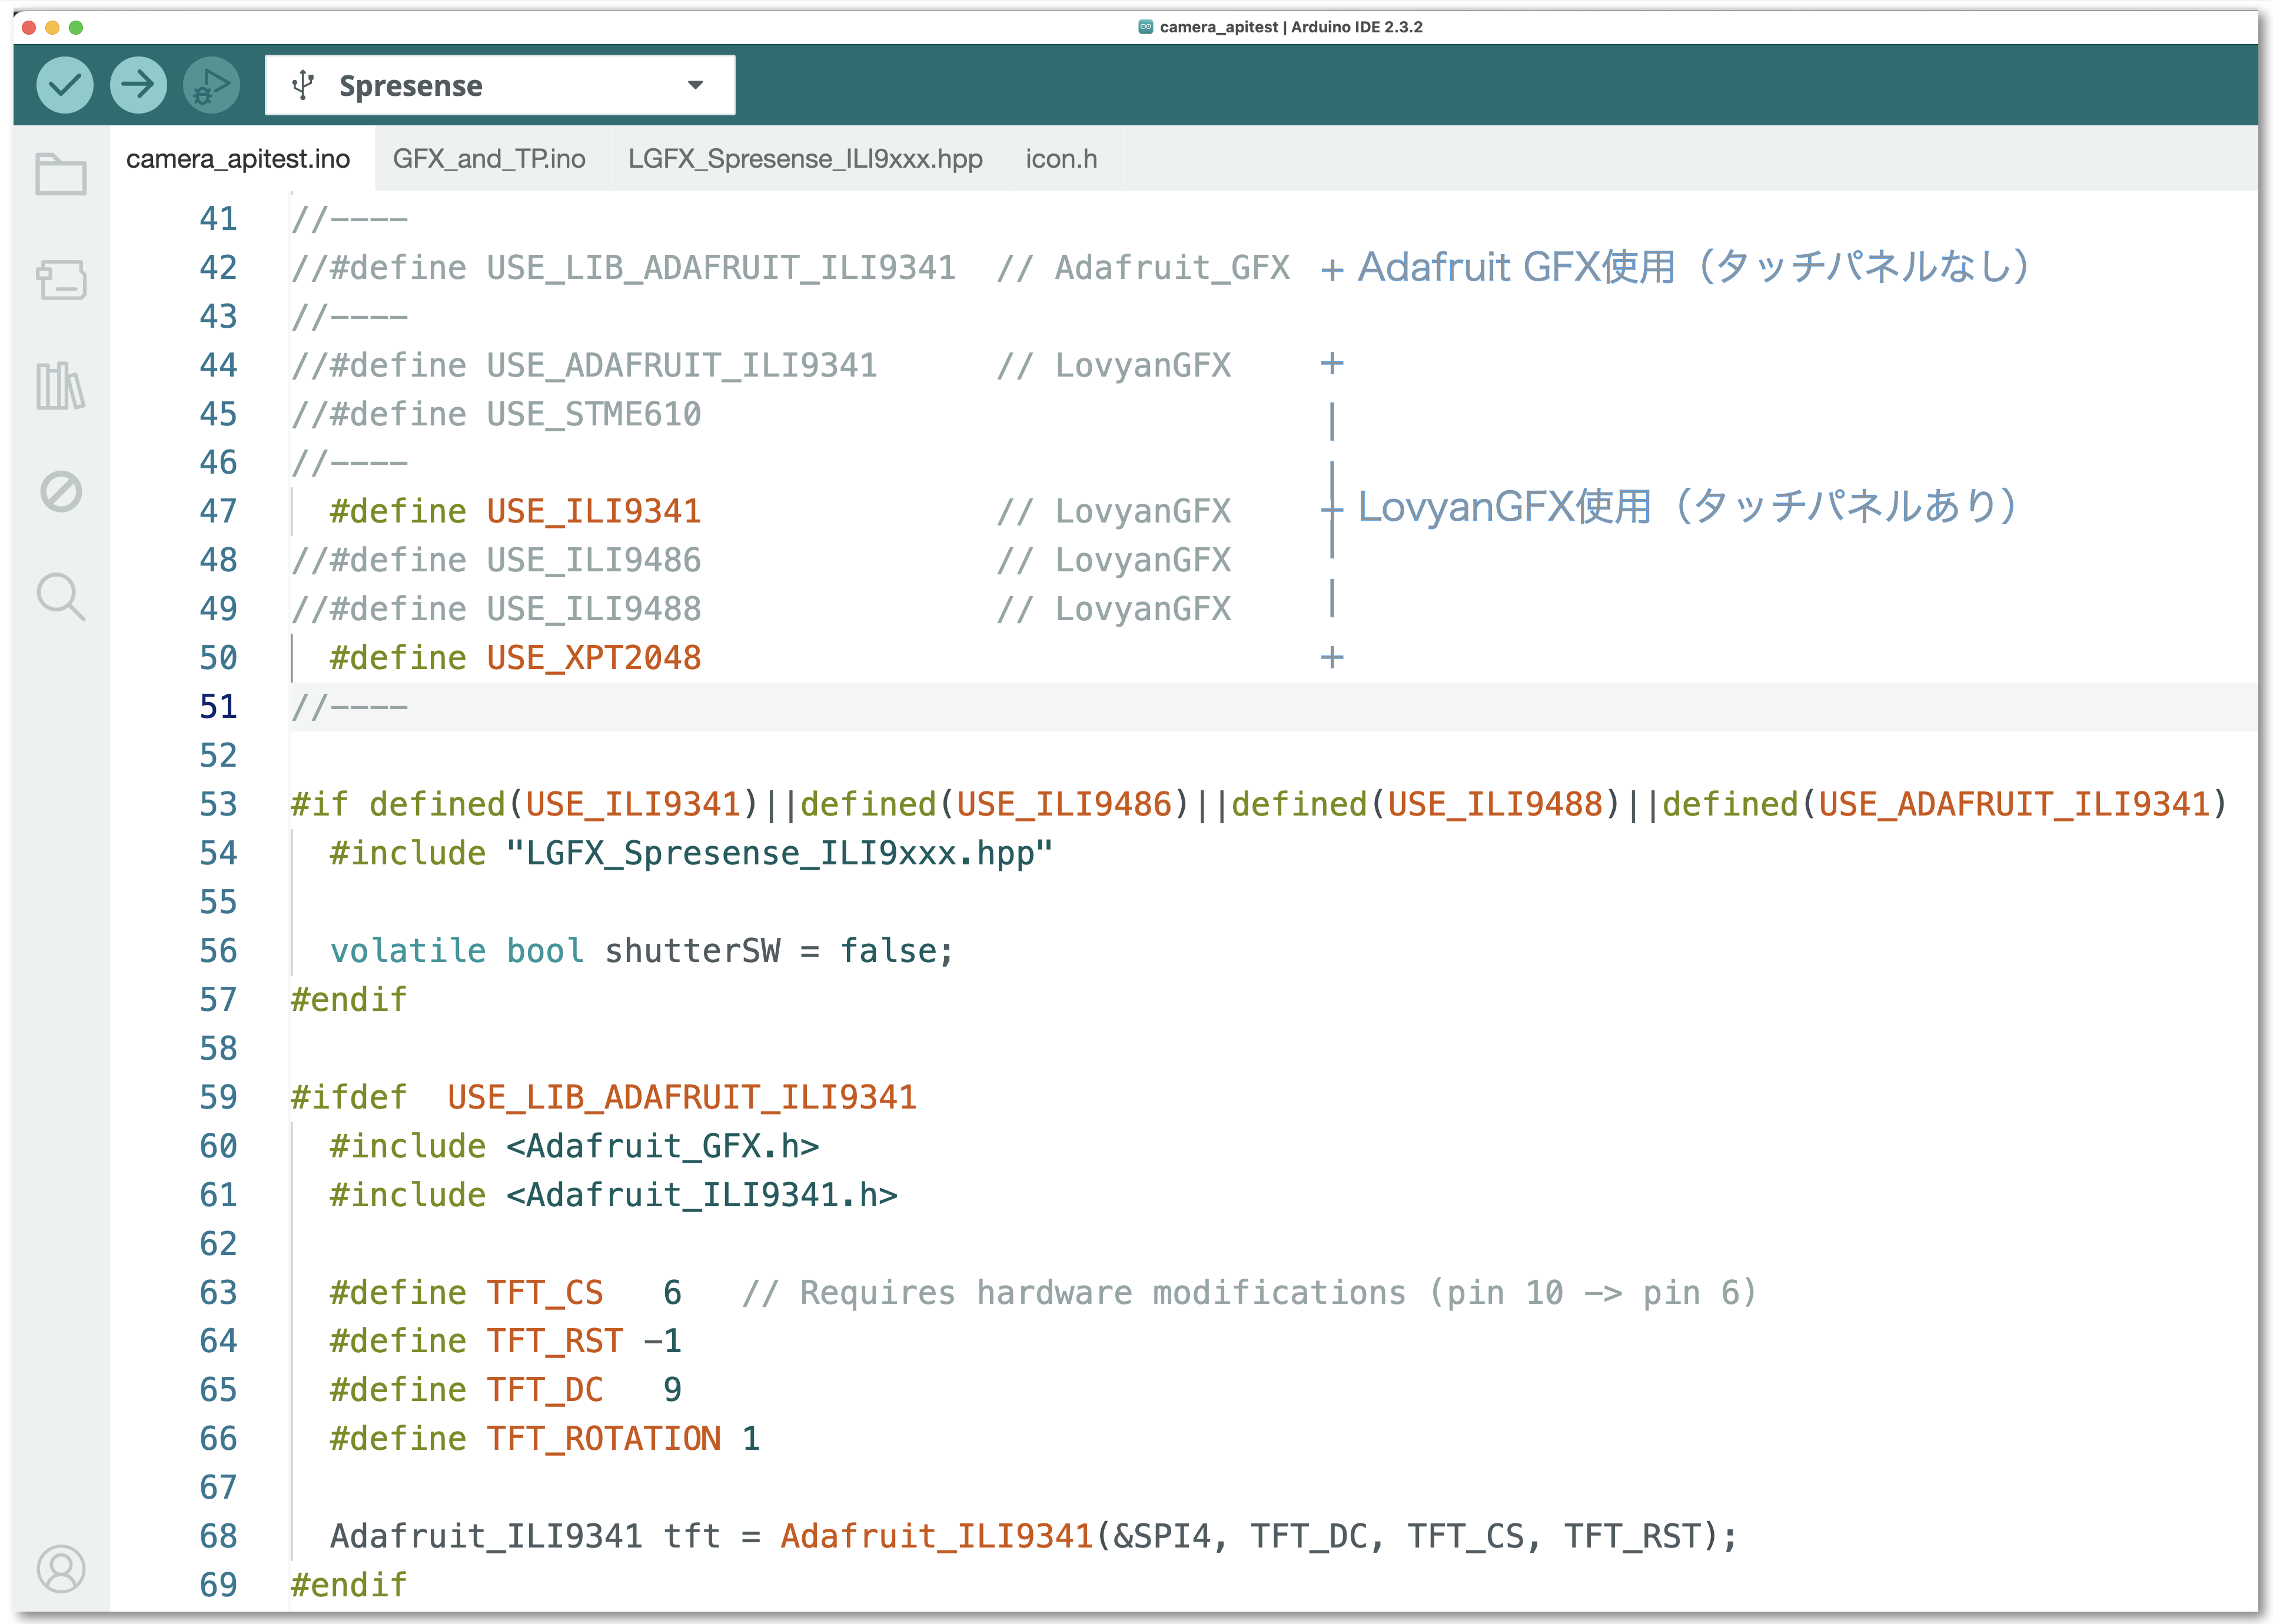 camera_apitest | Arduino IDE 2.3.2
Spresense
camera_apitest.ino GFX_and_TP.ino LGFX_Spresense_ILI9xxx.hpp icon.h
41 //----
42 //#define USE_LIB_ADAFRUIT_ILI9341 // Adafruit_GFX + Adafruit GFX使用（タッチパネルなし）
43 //----
44 //#define USE_ADAFRUIT_ILI9341 // LovyanGFX +
45 //#define USE_STME610 |
46 //---- |
47 #define USE_ILI9341 // LovyanGFX + LovyanGFX使用（タッチパネルあり）
48 //#define USE_ILI9486 // LovyanGFX |
49 //#define USE_ILI9488 // LovyanGFX |
50 #define USE_XPT2048 +
51 //----
52
53 #if defined(USE_ILI9341)||defined(USE_ILI9486)||defined(USE_ILI9488)||defined(USE_ADAFRUIT_ILI9341)
54 #include "LGFX_Spresense_ILI9xxx.hpp"
55
56 volatile bool shutterSW = false;
57 #endif
58
59 #ifdef USE_LIB_ADAFRUIT_ILI9341
60 #include <Adafruit_GFX.h>
61 #include <Adafruit_ILI9341.h>
62
63 #define TFT_CS 6 // Requires hardware modifications (pin 10 -> pin 6)
64 #define TFT_RST -1
65 #define TFT_DC 9
66 #define TFT_ROTATION 1
67
68 Adafruit_ILI9341 tft = Adafruit_ILI9341(&SPI4, TFT_DC, TFT_CS, TFT_RST);
69 #endif